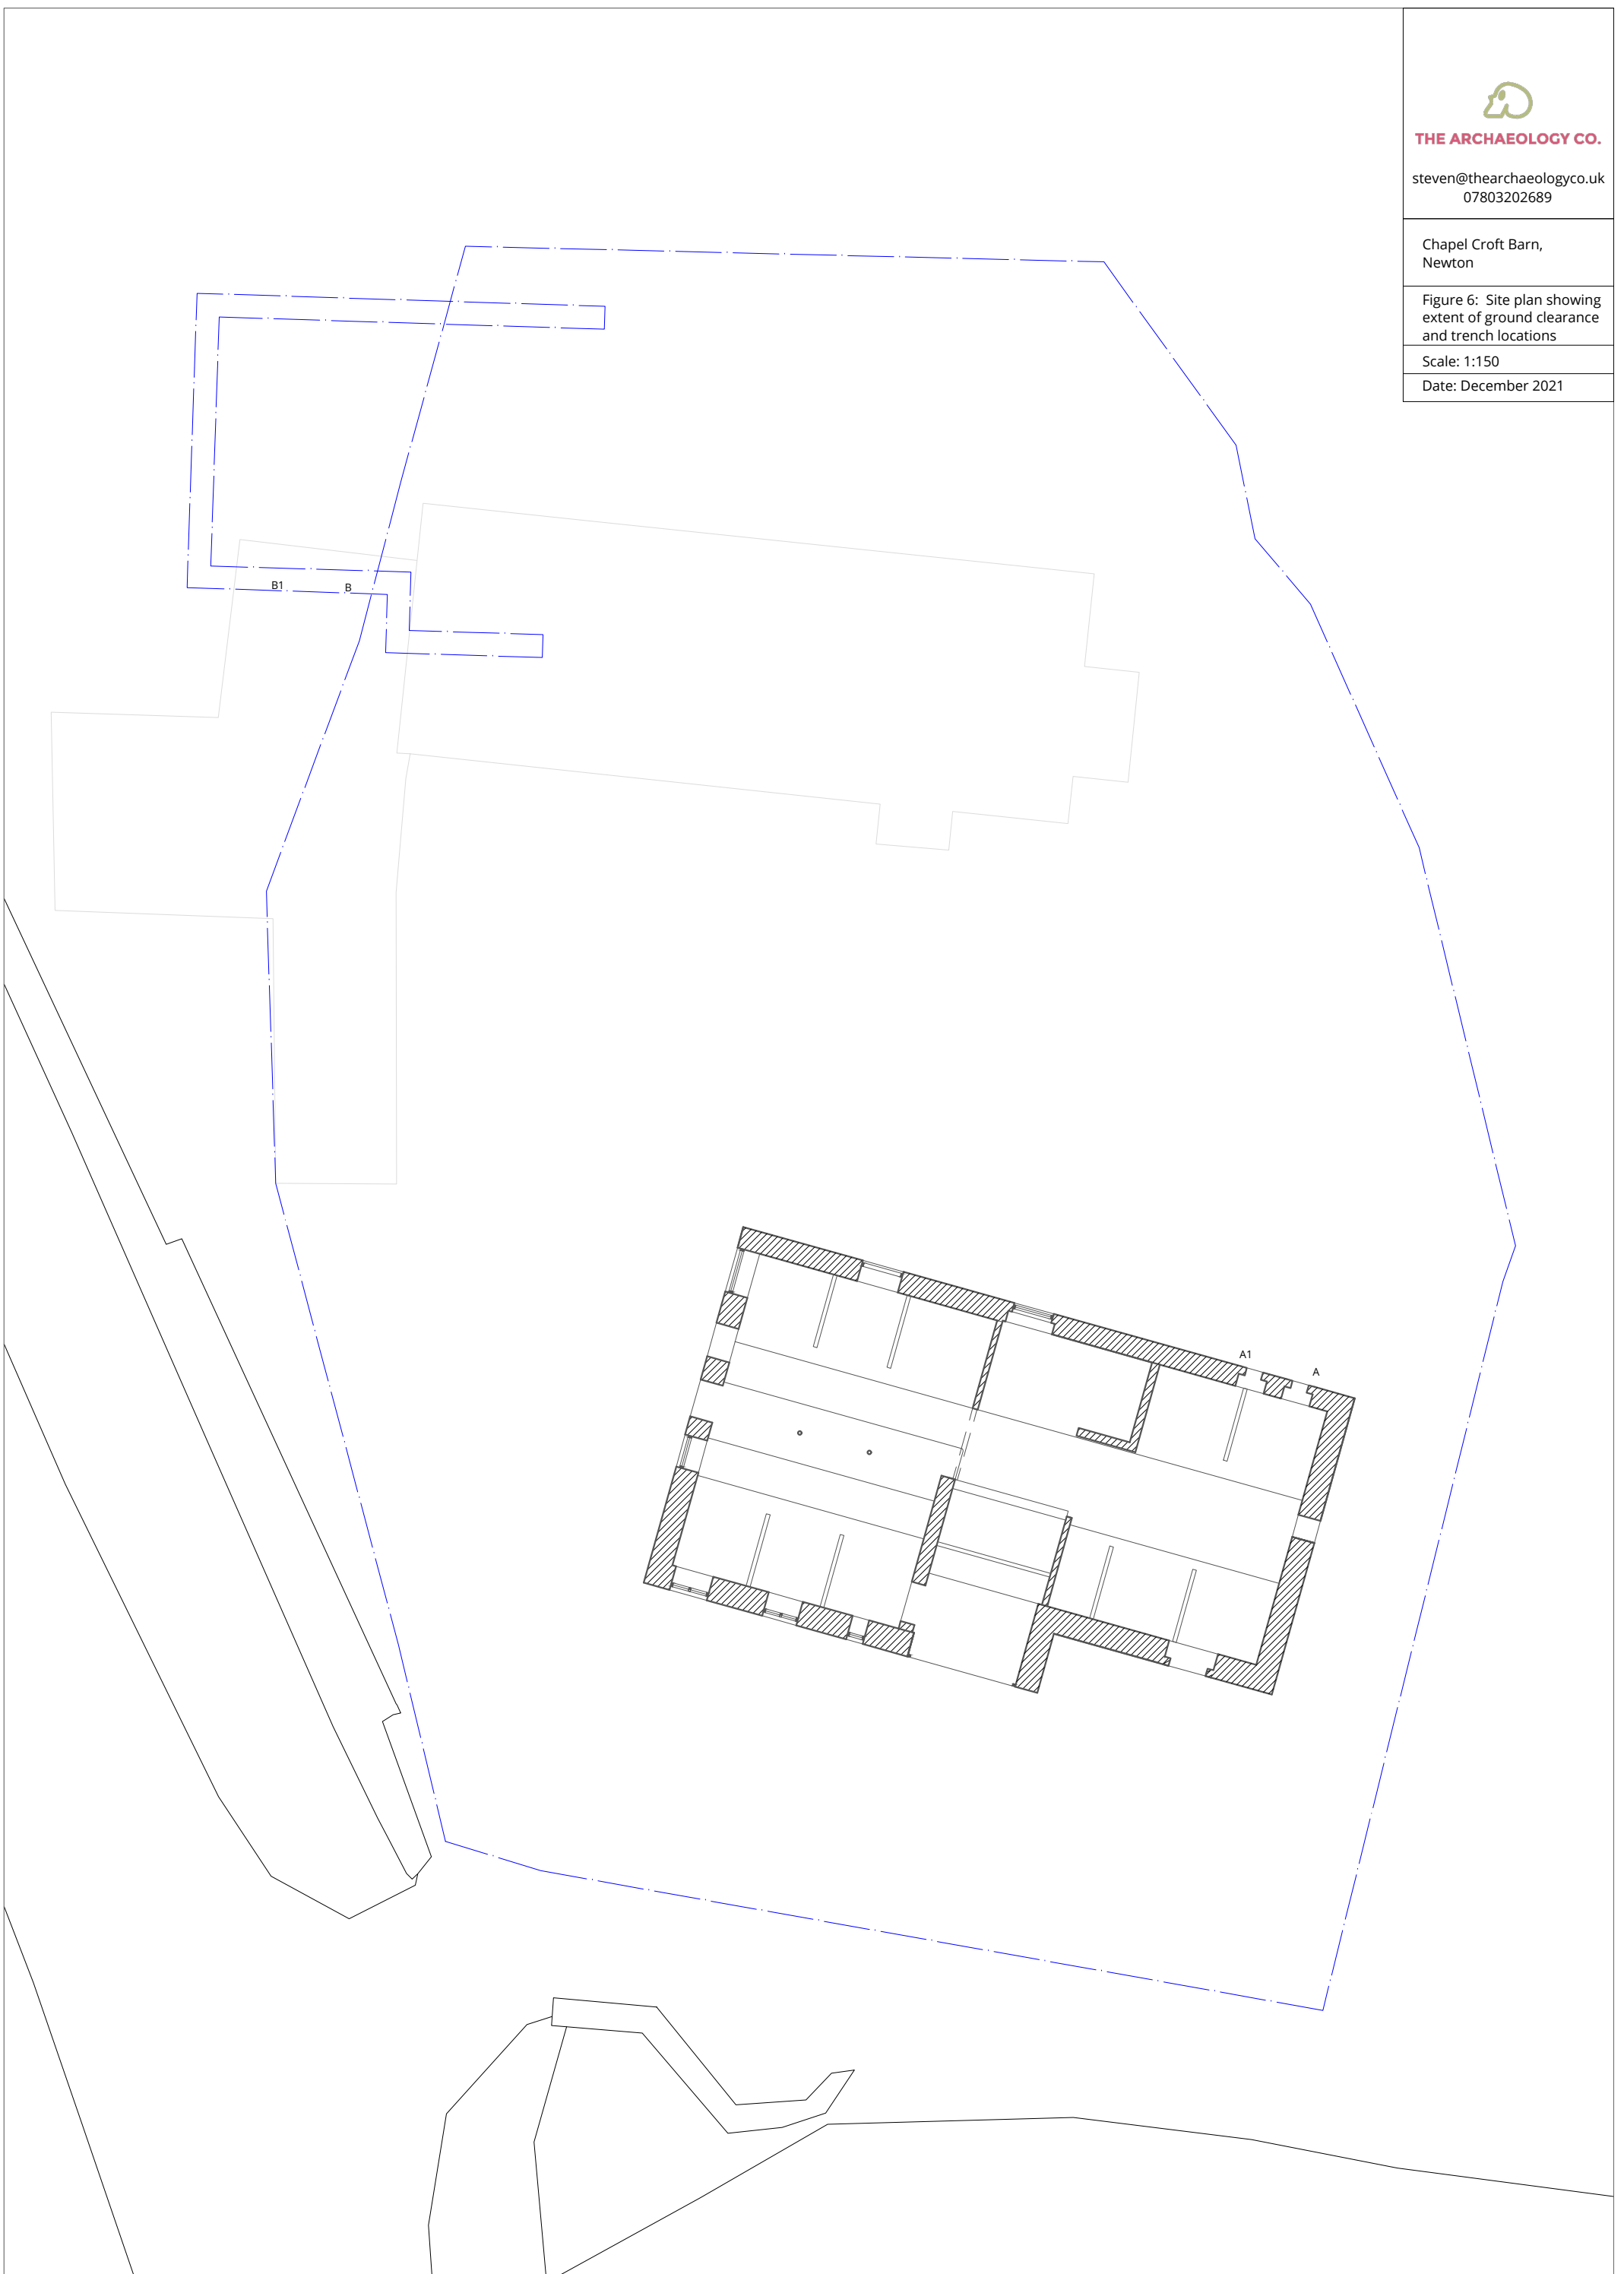 THE ARCHAEOLOGY CO.
steven@thearchaeologyco.uk
07803202689
Chapel Croft Barn,
Newton
Figure 6: Site plan showing
extent of ground clearance
and trench locations
Scale: 1:150
Date: December 2021
B1
B
A1
A